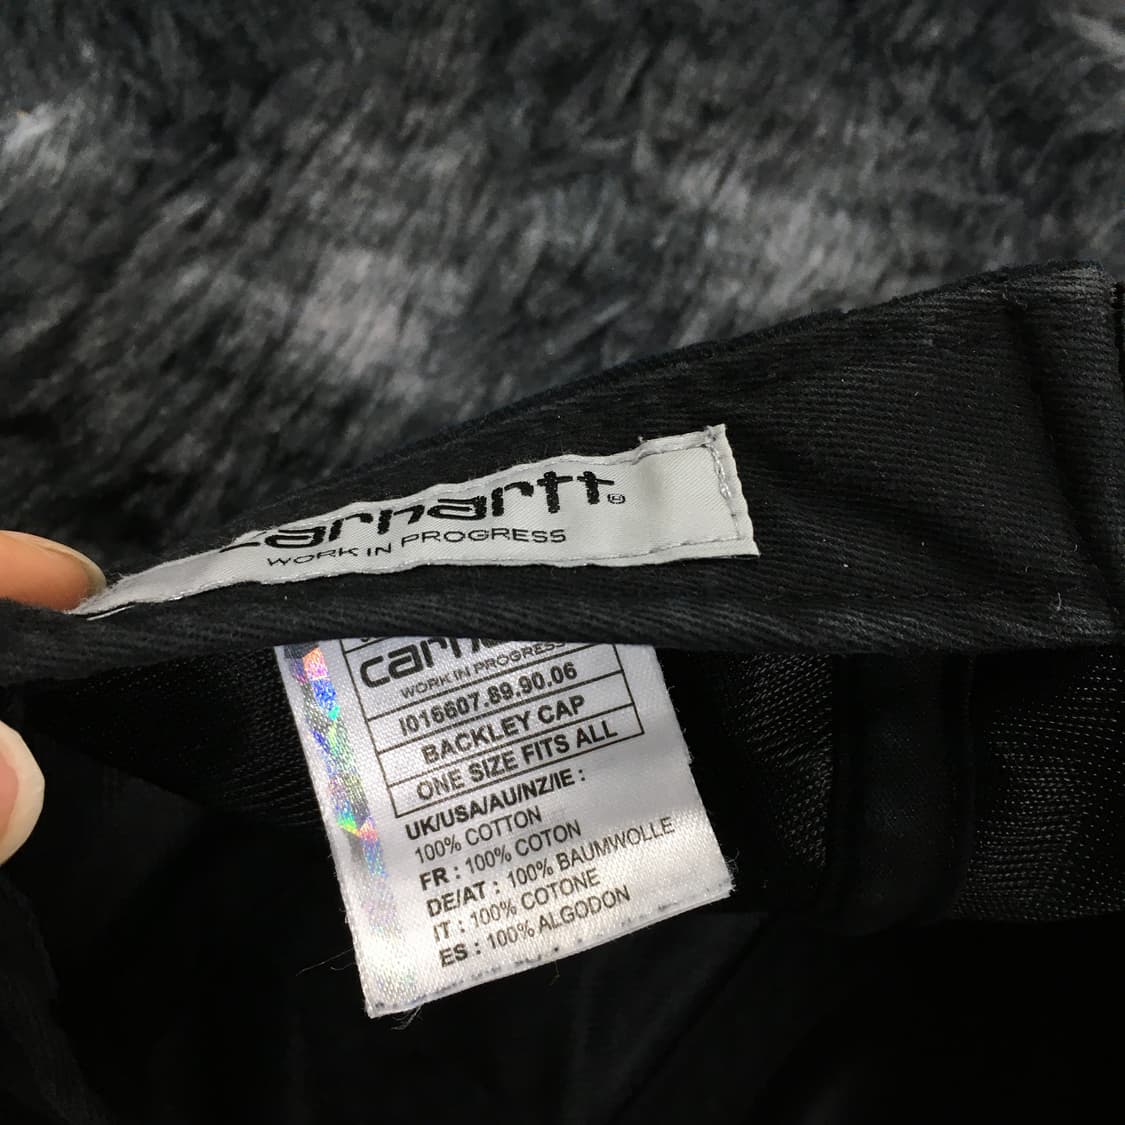 carhartt®
WORK IN PROGRESS
WORK IN PROGRESS
I016607.89.90.06
BACKLEY CAP
ONE SIZE FITS ALL
UK/USA/AU/NZ/IE :
100% COTTON
FR : 100% COTON
DE/AT : 100% BAUMWOLLE
IT : 100% COTONE
ES : 100% ALGODON